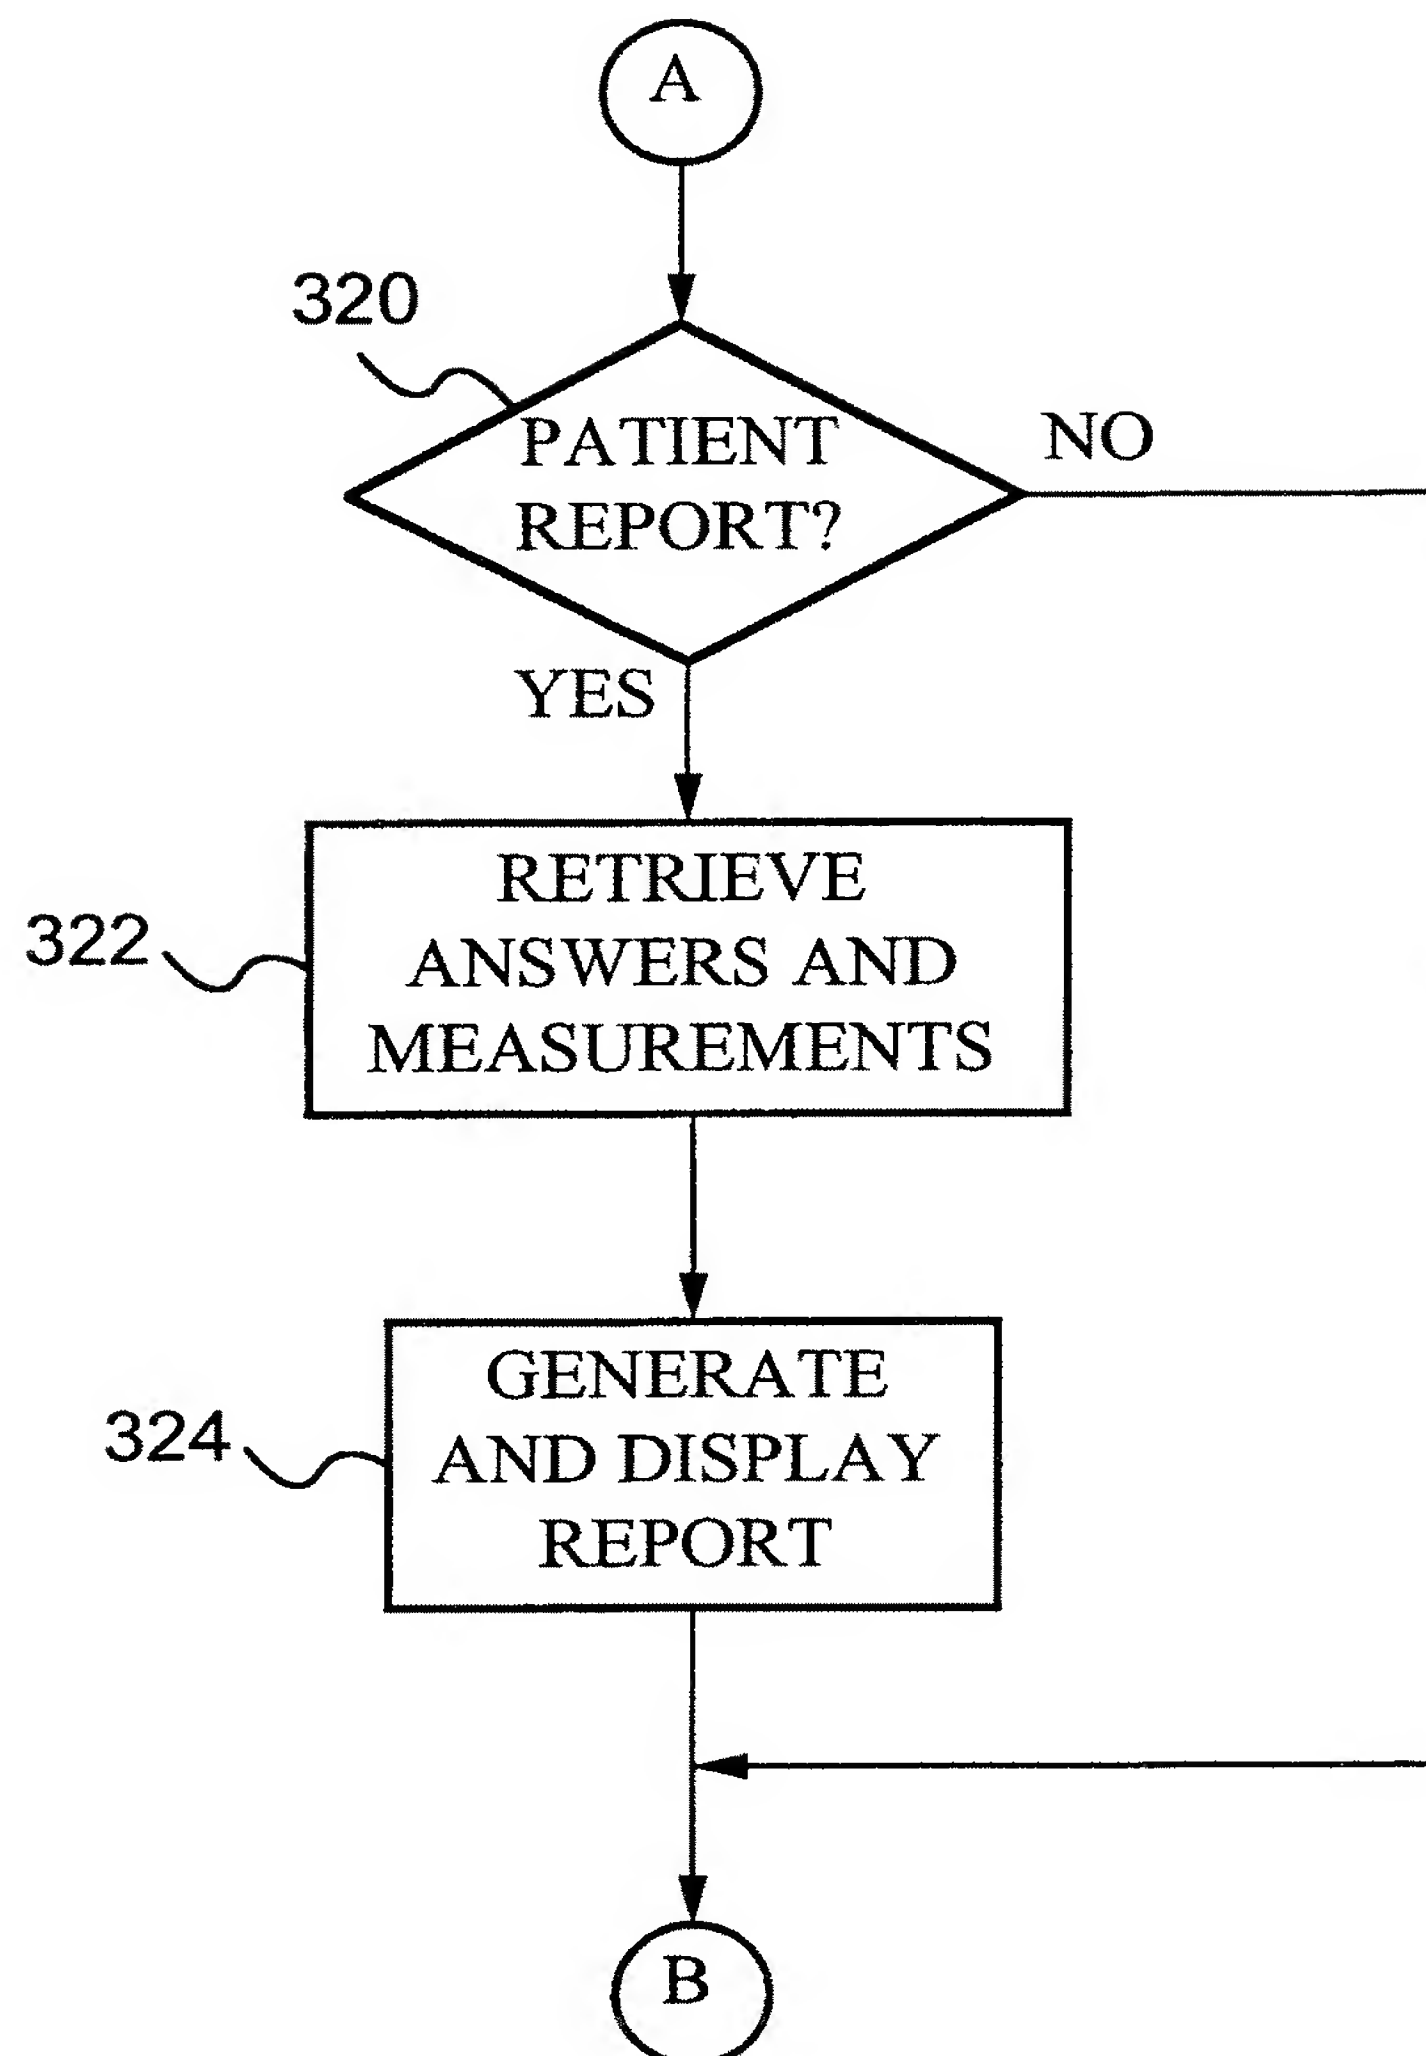 A
320
PATIENT
REPORT?
NO
YES
322
RETRIEVE
ANSWERS AND
MEASUREMENTS
324
GENERATE
AND DISPLAY
REPORT
B